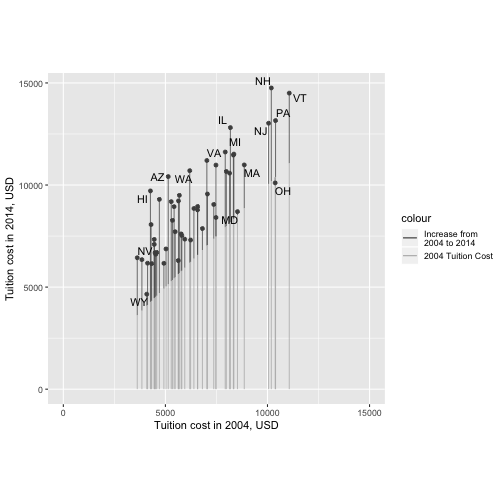 15000
NH
VT
PA
IL
NJ
MI
VA
10000
AZ
WA
MA
OH
HI
MD
NV
5000
WY
0
0
5000
10000
15000
Tuition cost in 2004, USD
Tuition cost in 2014, USD
colour
Increase from
2004 to 2014
2004 Tuition Cost